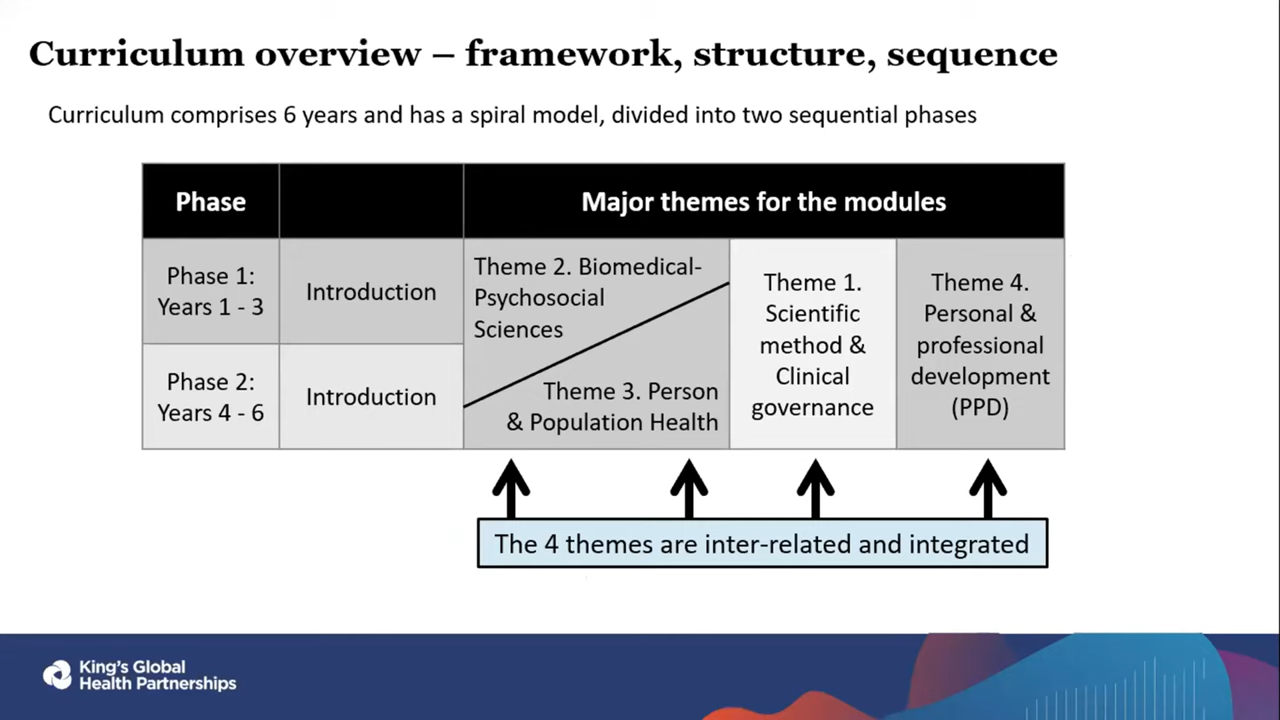 Curriculum overview – framework, structure, sequence
Curriculum comprises 6 years and has a spiral model, divided into two sequential phases
Phase
Major themes for the modules
Phase 1:
Years 1 - 3
Introduction
Theme 2. Biomedical-
Psychosocial
Sciences
Theme 1.
Scientific
method &
Clinical
governance
Theme 4.
Personal &
professional
development
(PPD)
Phase 2:
Years 4 - 6
Introduction
Theme 3. Person
& Population Health
The 4 themes are inter-related and integrated
King's Global
Health Partnerships